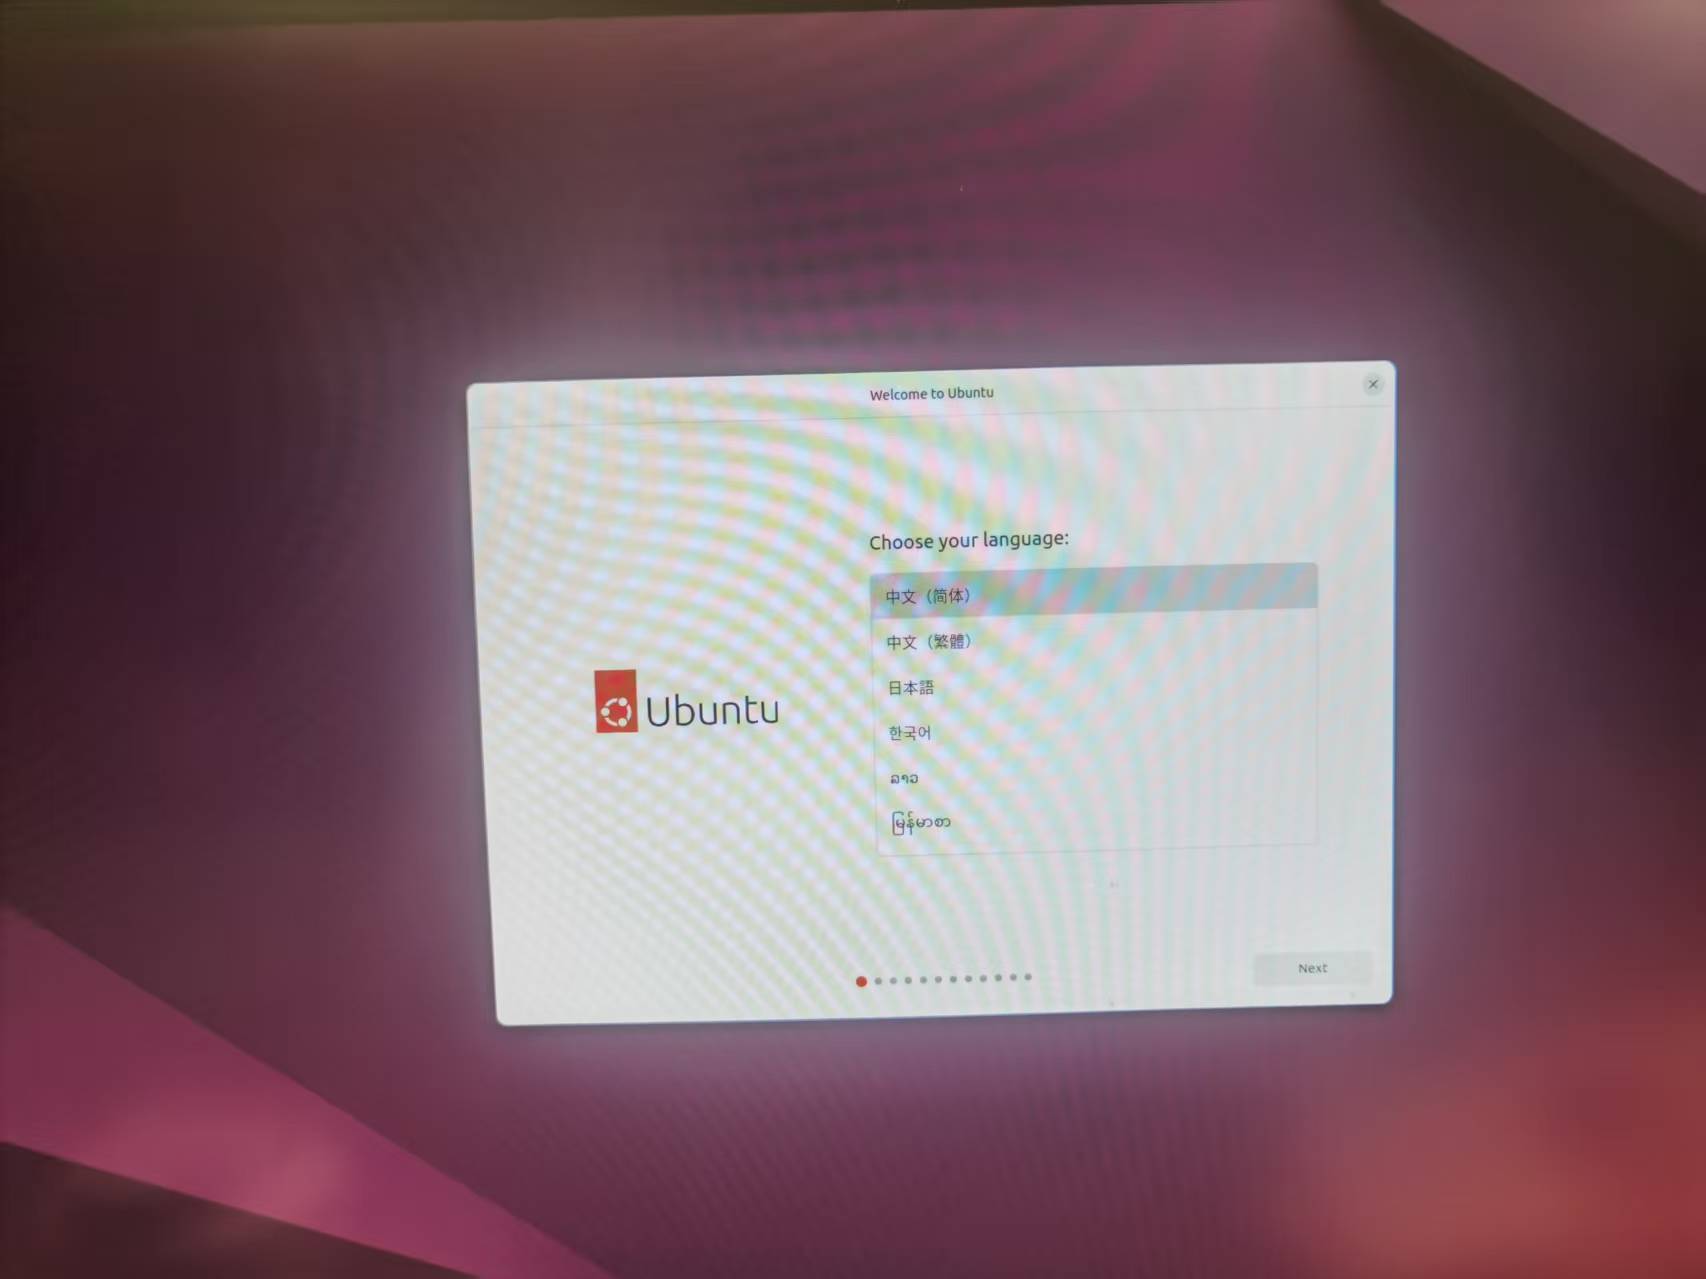 Welcome to Ubuntu
Choose your language:
中文（简体）
中文（繁體）
日本語
한국어
ລາວ
မြန်မာစာ
Ubuntu
Next